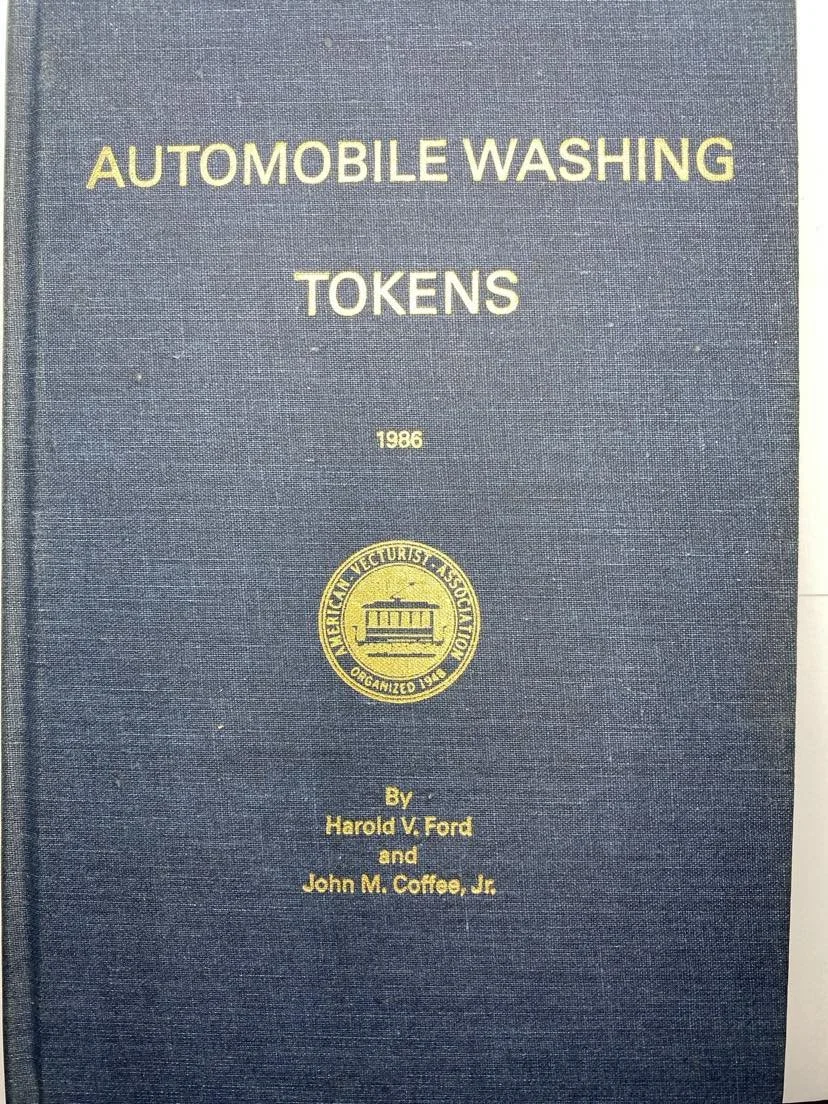 AUTOMOBILE WASHING
TOKENS
1986
AMERICAN · VECTURIST · ASSOCIATION
ORGANIZED 1948
By
Harold V. Ford
and
John M. Coffee, Jr.